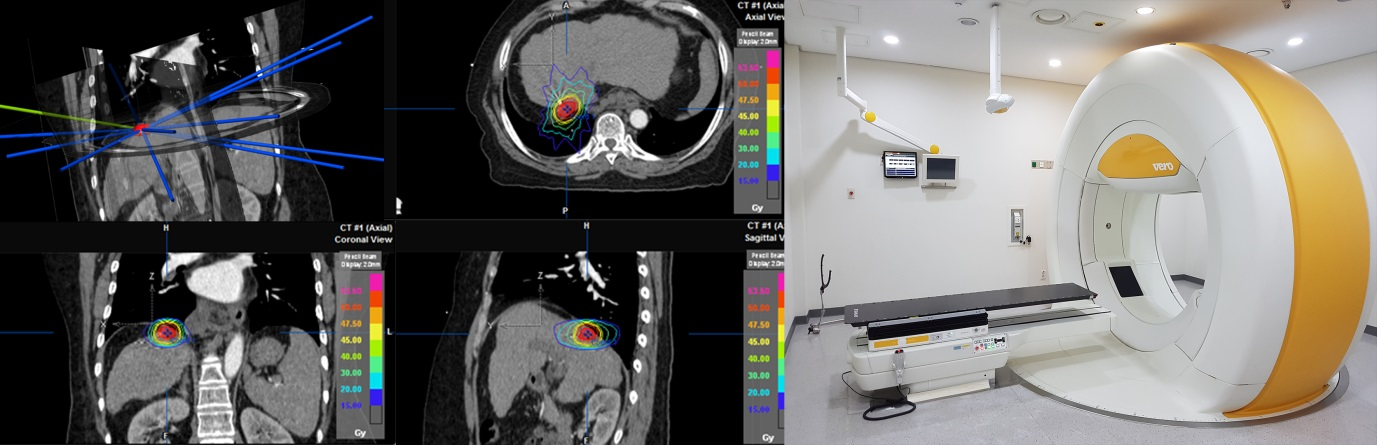 A
CT #1 (Axia
Axial View
Pencil Beam
Display: 2.0mm
53.50
50.00
47.50
45.00
40.00
30.00
20.00
15.00
Gy
P
H
CT #1 (Axial)
Coronal View
Pencil Beam
Display: 2.0mm
Z
53.50
50.00
47.50
45.00
40.00
30.00
20.00
15.00
Gy
L
F
H
CT #1 (A
Sagittal V
Pencil Beam
Display: 2.0mm
Z
53.50
50.00
47.50
45.00
40.00
30.00
20.00
15.00
Gy
F
vero